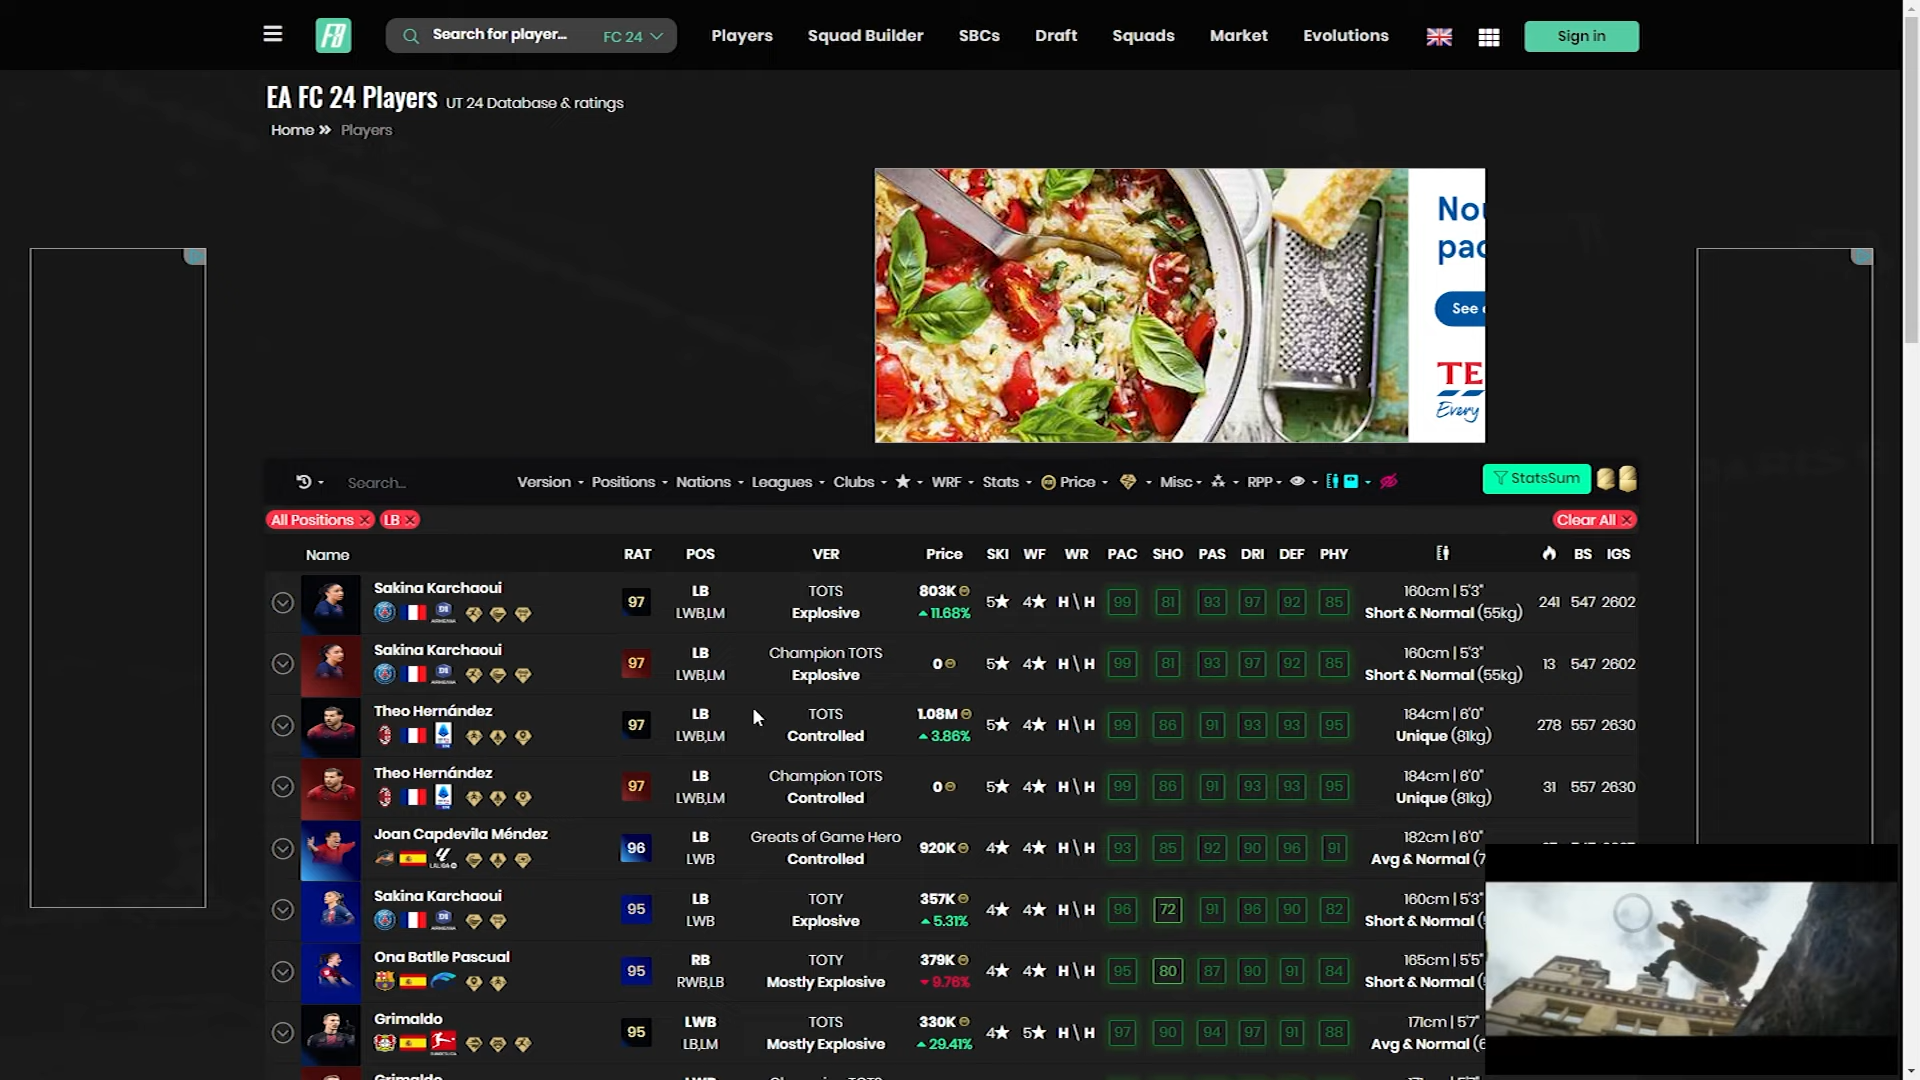 F8
Search for player...
FC 24
Players
Squad Builder
SBCs
Draft
Squads
Market
Evolutions
Sign in
EA FC 24 Players UT 24 Database & ratings
Home » Players
Nou
pac
See
TE
Every
Search...
Version Positions Nations Leagues Clubs WRF Stats Price Misc RPP
StatsSum
All Positions × LB ×
Clear All ×
Name RAT POS VER Price SKI WF WR PAC SHO PAS DRI DEF PHY BS IGS
Sakina Karchaoui LB TOTS 803K 160cm | 5'3"
97 5★ 4★ H \ H 99 81 93 97 92 85 241 547 2602
LWB,LM Explosive 11.68% Short & Normal (55kg)
Sakina Karchaoui LB Champion TOTS 160cm | 5'3"
97 0 5★ 4★ H \ H 99 81 93 97 92 85 13 547 2602
LWB,LM Explosive Short & Normal (55kg)
Theo Hernández LB TOTS 1.08M 184cm | 6'0"
97 5★ 4★ H \ H 99 86 91 93 93 95 278 557 2630
LWB,LM Controlled 3.86% Unique (81kg)
Theo Hernández LB Champion TOTS 184cm | 6'0"
97 0 5★ 4★ H \ H 99 86 91 93 93 95 31 557 2630
LWB,LM Controlled Unique (81kg)
Joan Capdevila Méndez LB Greats of Game Hero 182cm | 6'0"
96 920K 4★ 4★ H \ H 93 85 92 90 96 91
LWB Controlled Avg & Normal (7
Sakina Karchaoui LB TOTY 357K 160cm | 5'3"
95 4★ 4★ H \ H 96 72 91 96 90 82
LWB Explosive 5.31% Short & Normal
Ona Batlle Pascual RB TOTY 379K 165cm | 5'5"
95 4★ 4★ H \ H 95 80 87 90 91 84
RWB,LB Mostly Explosive 9.76% Short & Normal
Grimaldo LWB TOTS 330K 171cm | 5'7"
95 4★ 5★ H \ H 97 90 94 97 91 88
LB,LM Mostly Explosive 29.41% Avg & Normal (6